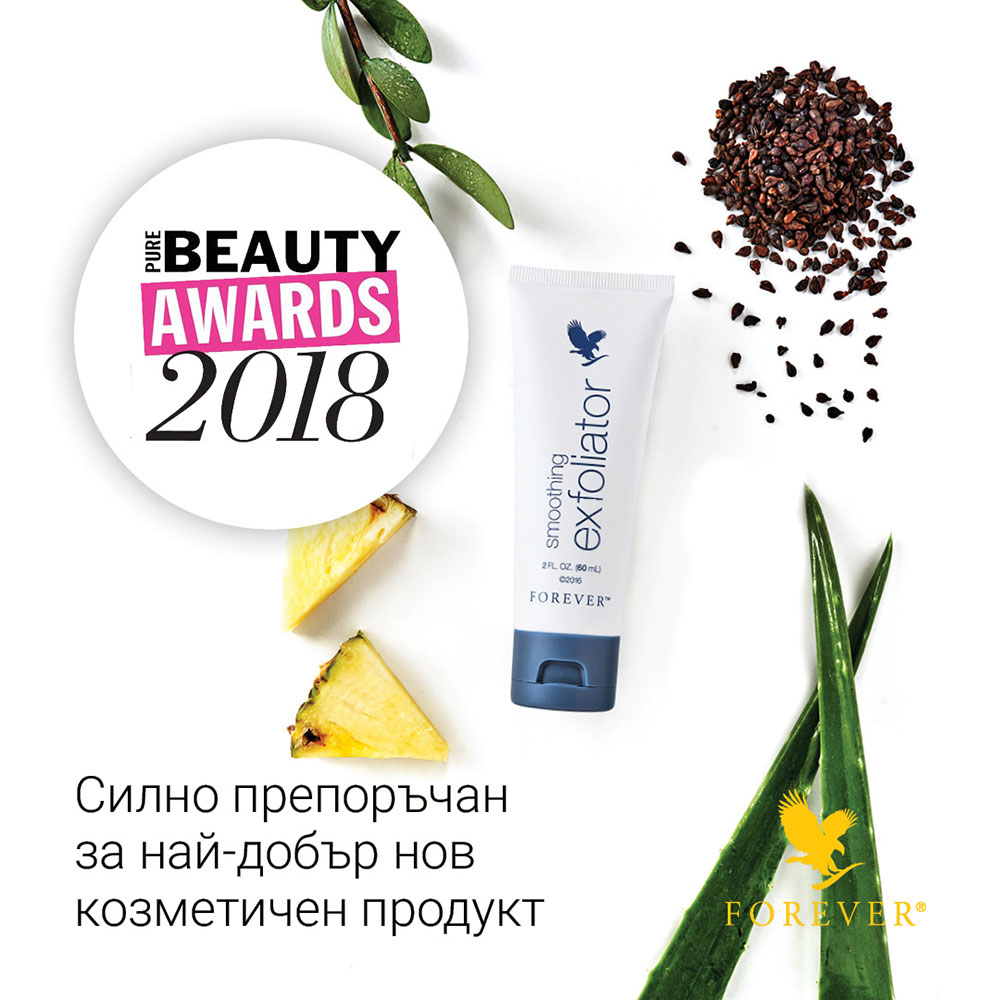 PURE BEAUTY
AWARDS
2018
smoothing
exfoliator
2 FL. OZ. (60 mL)
©2016
FOREVER™
Силно препоръчан
за най-добър нов
козметичен продукт
FOREVER®